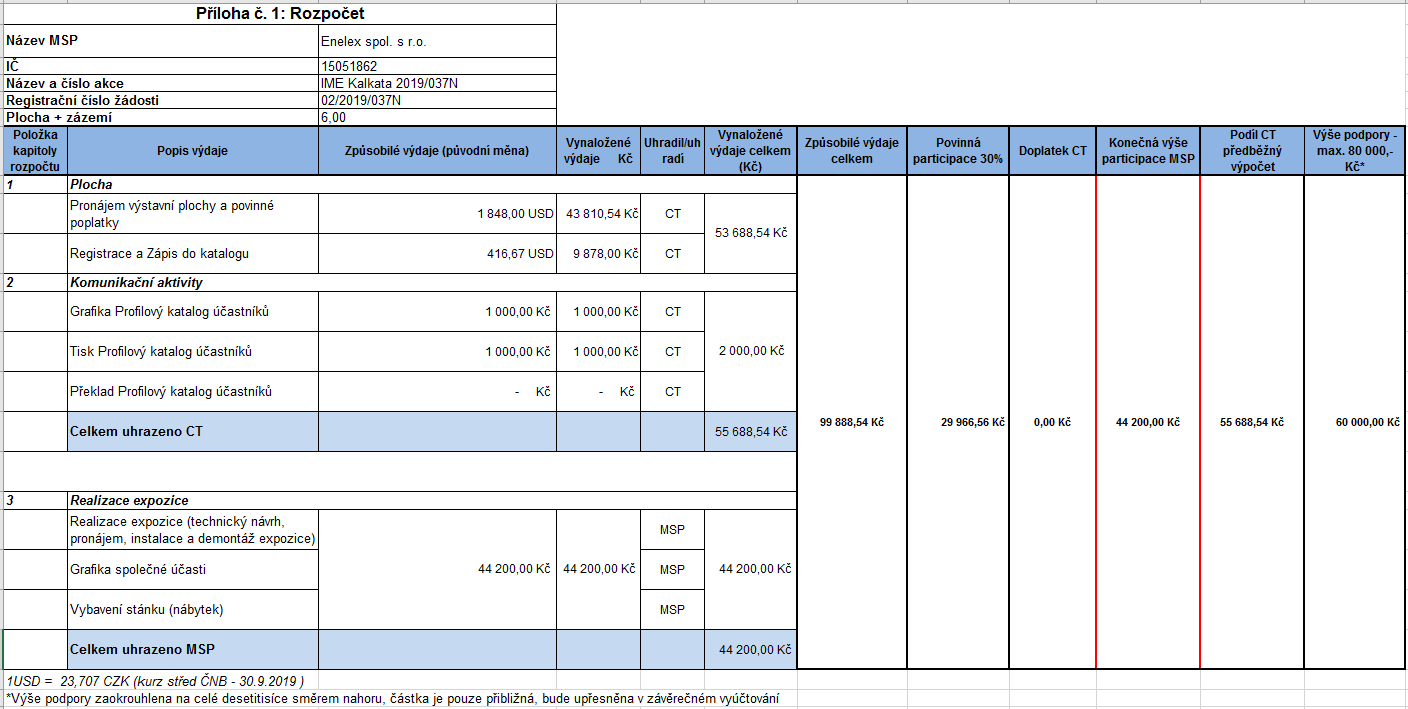 Příloha č. 1: Rozpočet
Název MSP Enelex spol. s r.o.
IČ 15051862
Název a číslo akce IME Kalkata 2019/037N
Registrační číslo žádosti 02/2019/037N
Plocha + zázemí 6,00
Položka kapitoly rozpočtu Popis výdaje Způsobilé výdaje (původní měna) Vynaložené výdaje Kč Uhradil/uhradí Vynaložené výdaje celkem (Kč) Způsobilé výdaje celkem Povinná participace 30% Doplatek CT Konečná výše participace MSP Podíl CT předběžný výpočet Výše podpory - max. 80 000,- Kč*
1 Plocha
Pronájem výstavní plochy a povinné poplatky 1 848,00 USD 43 810,54 Kč CT
53 688,54 Kč
Registrace a Zápis do katalogu 416,67 USD 9 878,00 Kč CT
2 Komunikační aktivity
Grafika Profilový katalog účastníků 1 000,00 Kč 1 000,00 Kč CT
Tisk Profilový katalog účastníků 1 000,00 Kč 1 000,00 Kč CT 2 000,00 Kč
Překlad Profilový katalog účastníků - Kč - Kč CT
Celkem uhrazeno CT 55 688,54 Kč
99 888,54 Kč 29 966,56 Kč 0,00 Kč 44 200,00 Kč 55 688,54 Kč 60 000,00 Kč
3 Realizace expozice
Realizace expozice (technický návrh, pronájem, instalace a demontáž expozice) MSP
Grafika společné účasti 44 200,00 Kč 44 200,00 Kč MSP 44 200,00 Kč
Vybavení stánku (nábytek) MSP
Celkem uhrazeno MSP 44 200,00 Kč
1USD = 23,707 CZK (kurz střed ČNB - 30.9.2019 )
*Výše podpory zaokrouhlena na celé desetitisíce směrem nahoru, částka je pouze přibližná, bude upřesněna v závěrečném vyúčtování